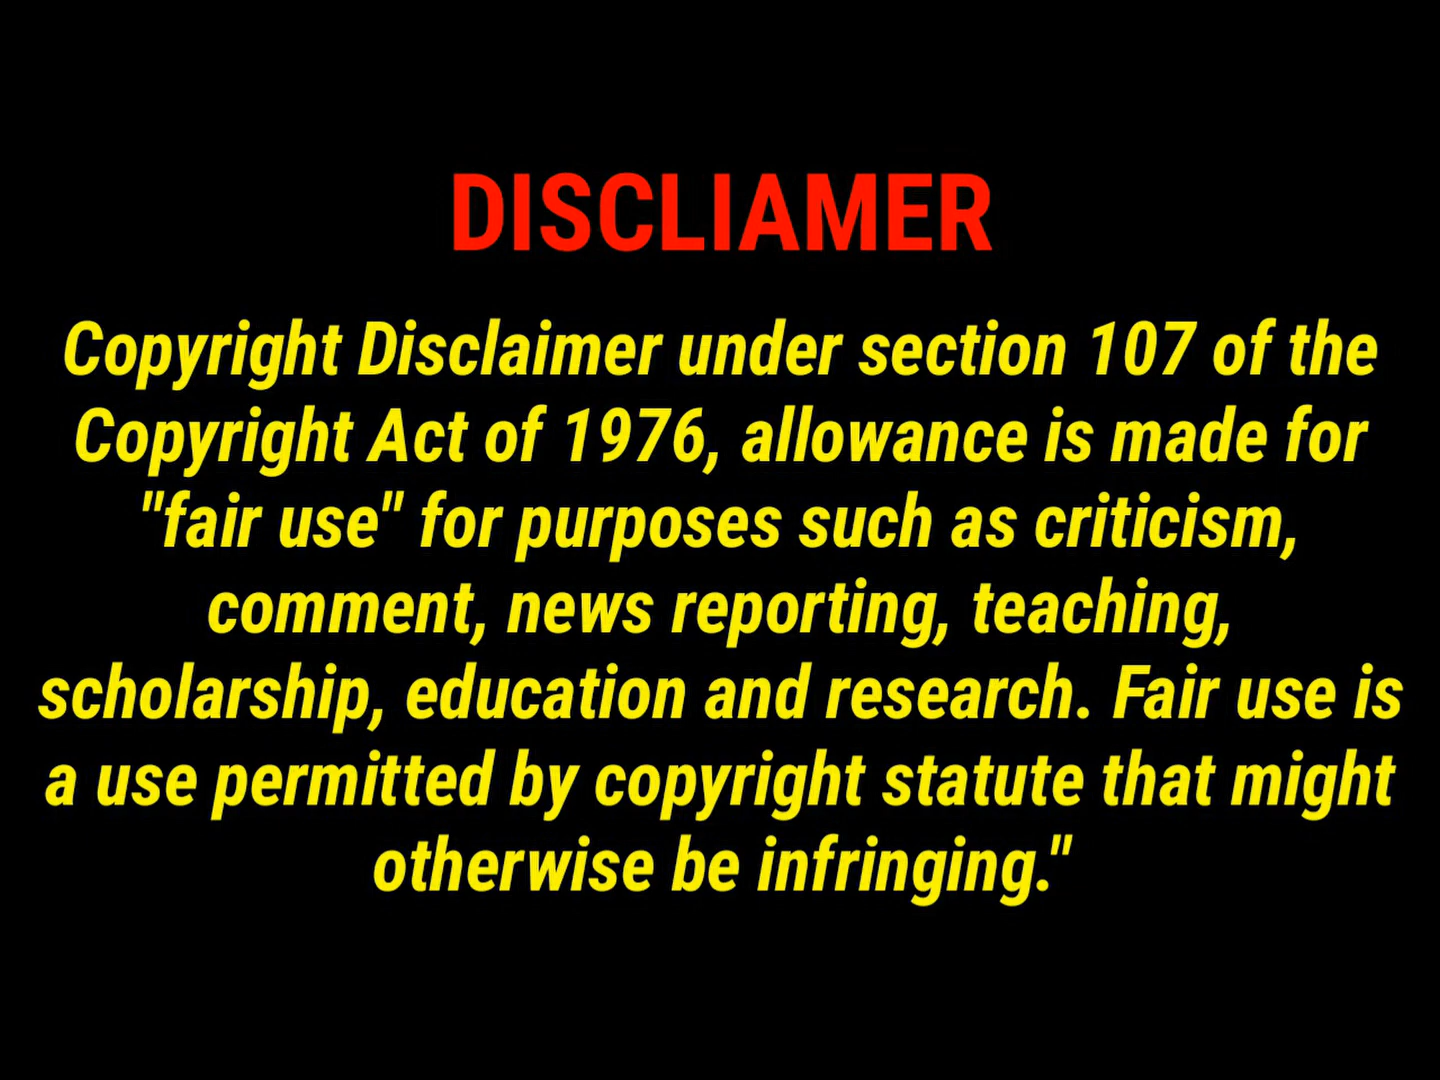 DISCLIAMER
Copyright Disclaimer under section 107 of the
Copyright Act of 1976, allowance is made for
"fair use" for purposes such as criticism,
comment, news reporting, teaching,
scholarship, education and research. Fair use is
a use permitted by copyright statute that might
otherwise be infringing."